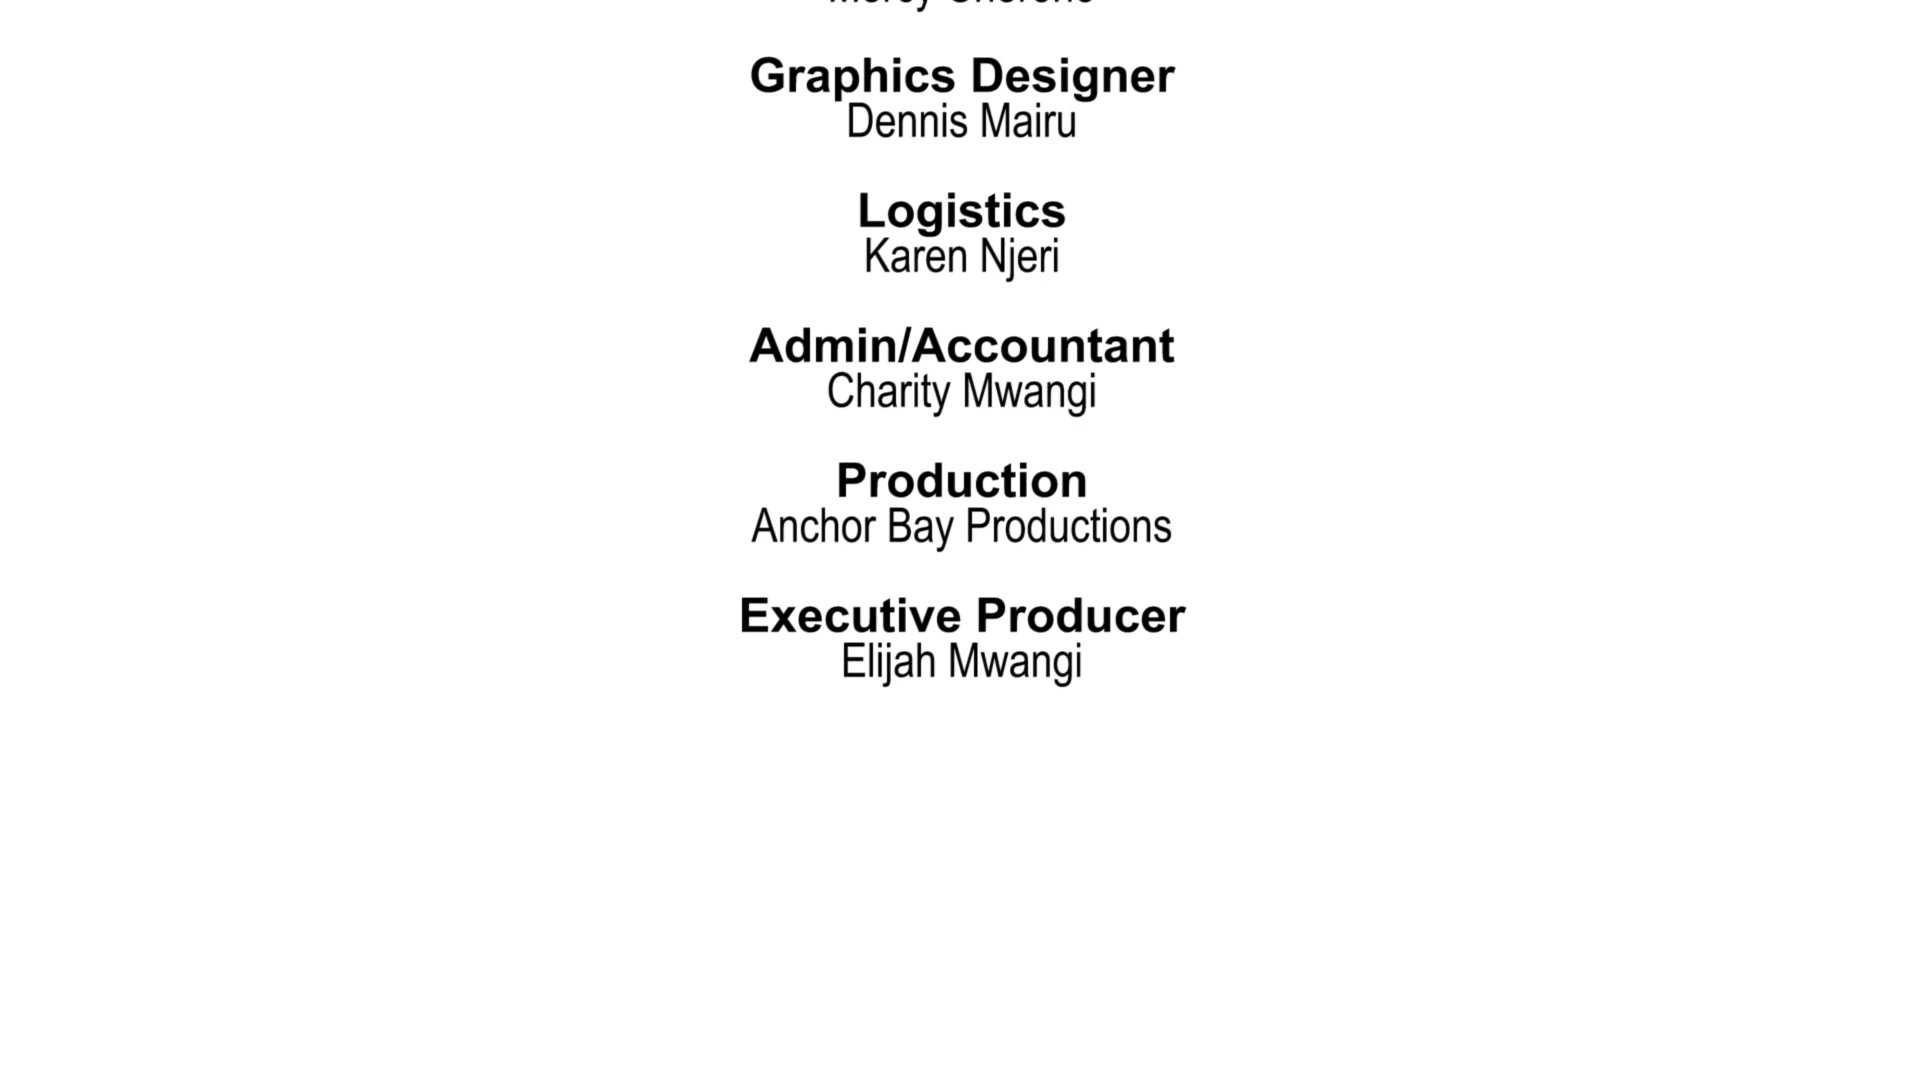 Graphics Designer
Dennis Mairu
Logistics
Karen Njeri
Admin/Accountant
Charity Mwangi
Production
Anchor Bay Productions
Executive Producer
Elijah Mwangi